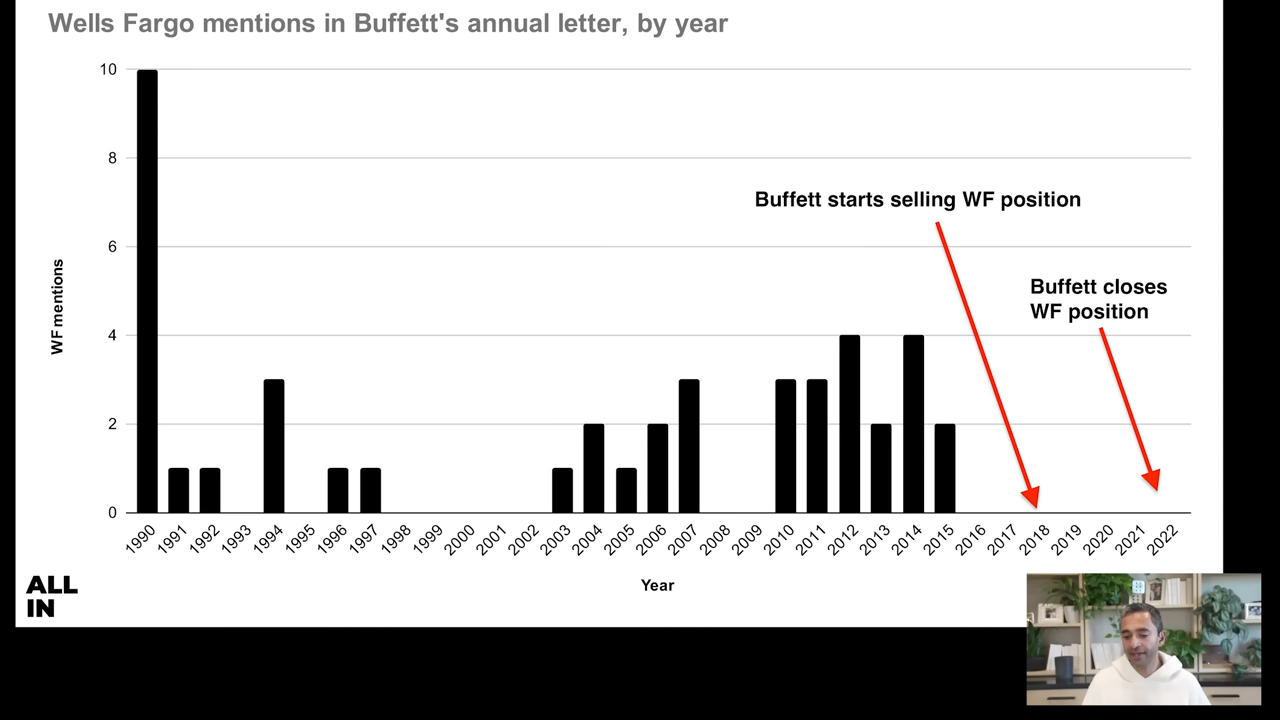 Wells Fargo mentions in Buffett's annual letter, by year
10
8
6
4
2
0
WF mentions
Buffett starts selling WF position
Buffett closes
WF position
1990 1991 1992 1993 1994 1995 1996 1997 1998 1999 2000 2001 2002 2003 2004 2005 2006 2007 2008 2009 2010 2011 2012 2013 2014 2015 2016 2017 2018 2019 2020 2021 2022
Year
ALL
IN